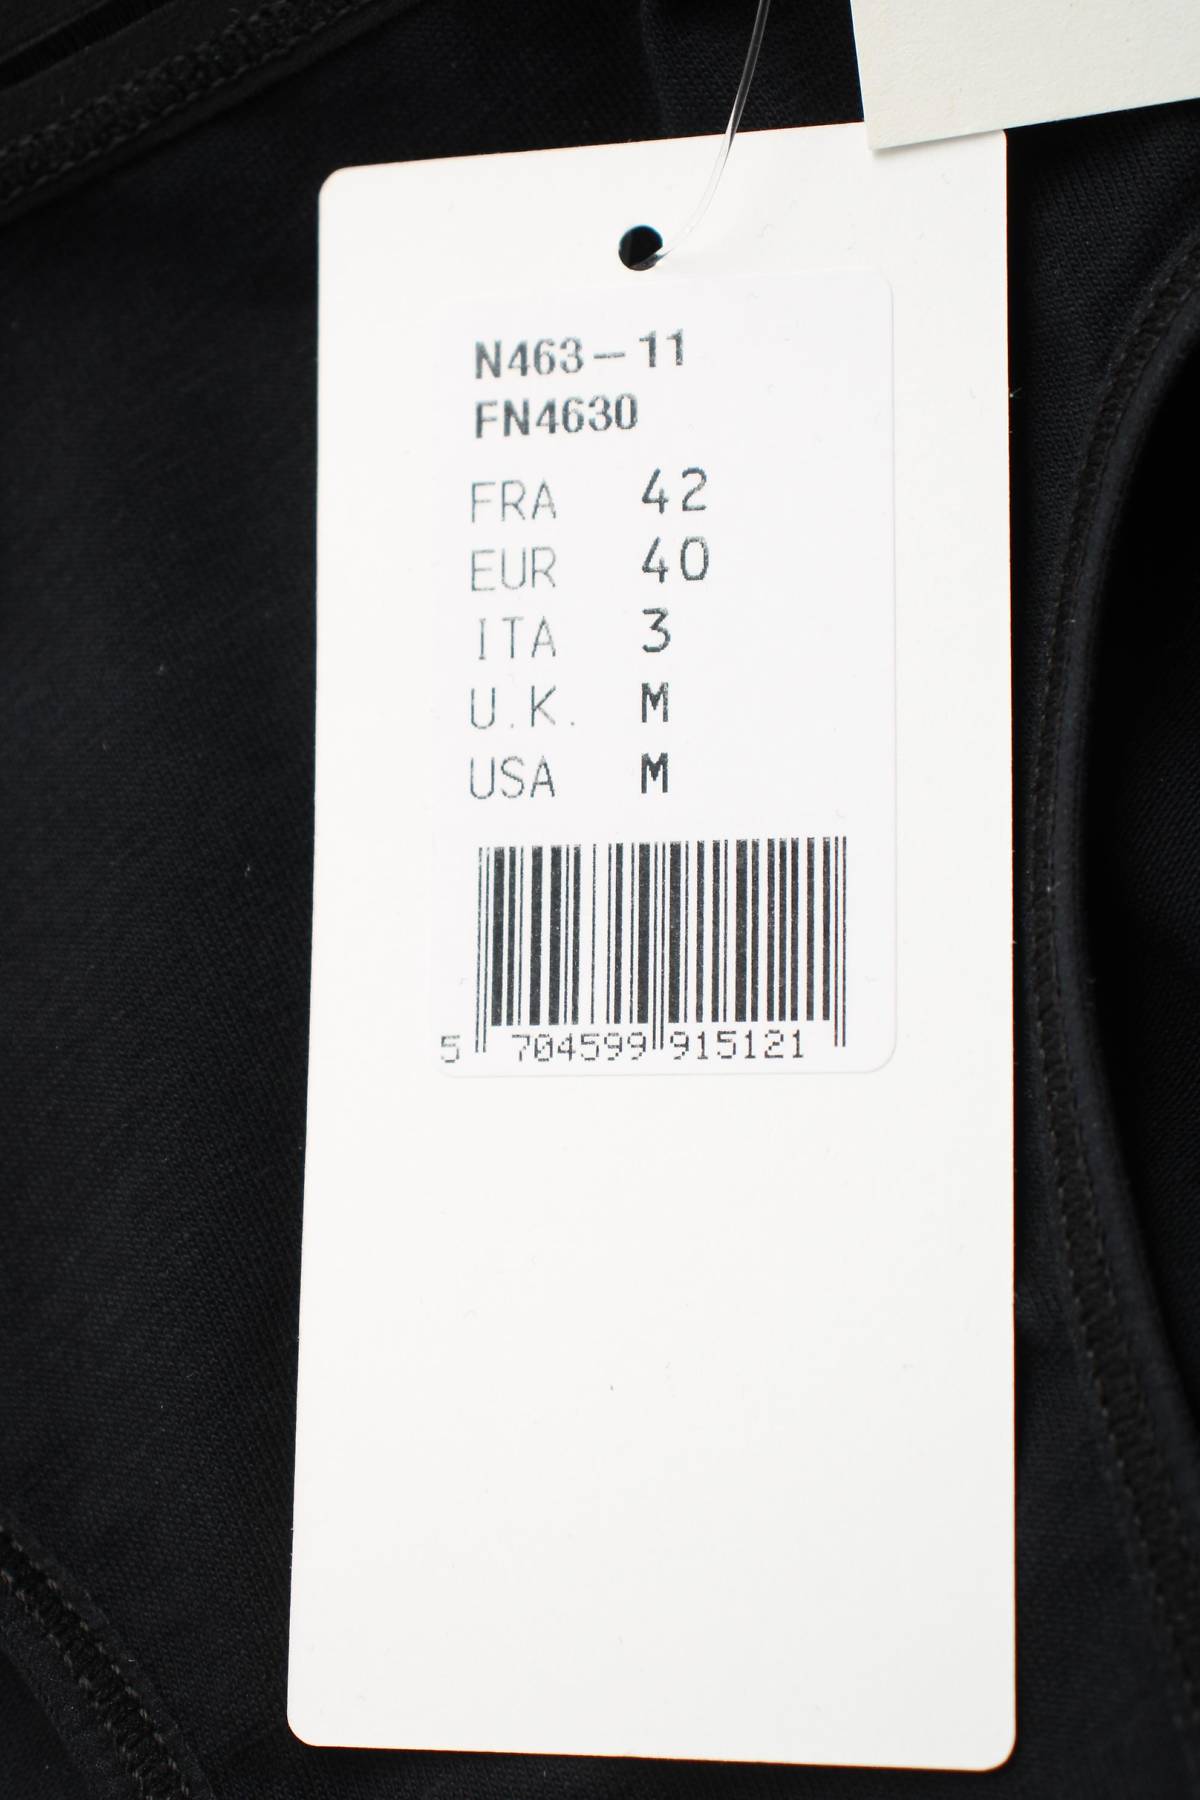 N463-11
FN4630
FRA 42
EUR 40
ITA 3
U.K. M
USA M
5 704599 915121